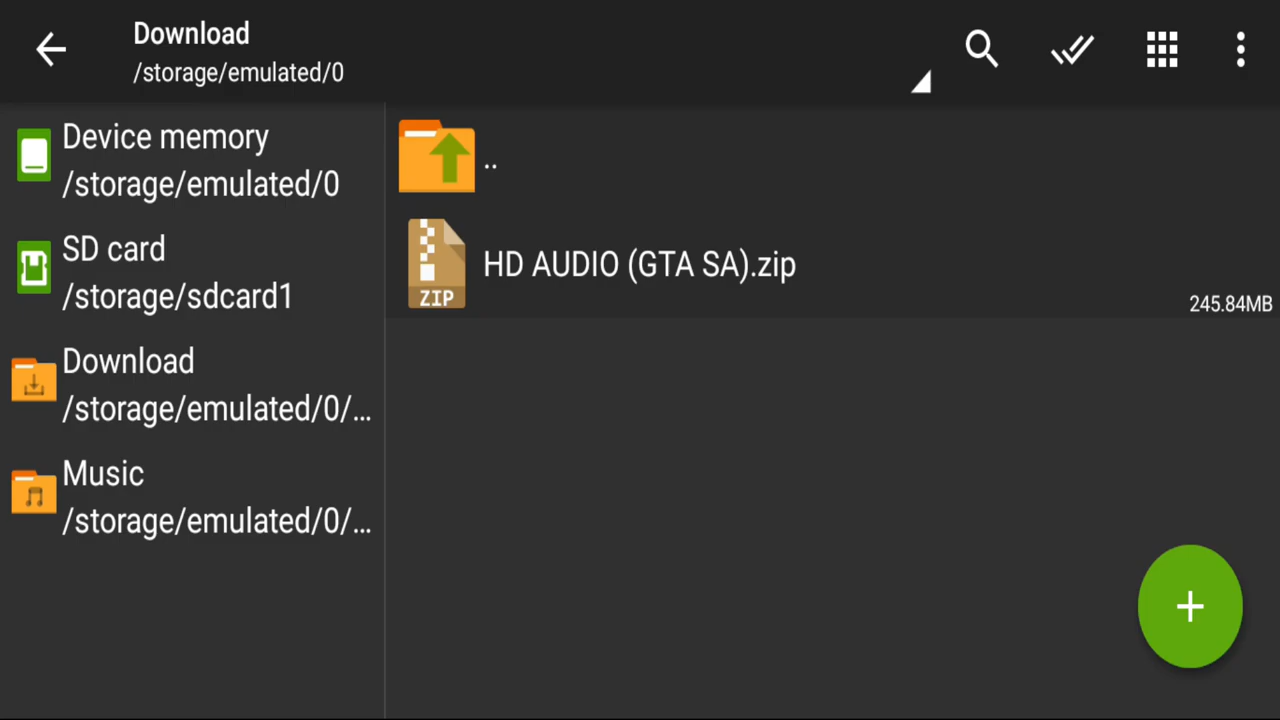 Download
/storage/emulated/0
Device memory
/storage/emulated/0
SD card
/storage/sdcard1
Download
/storage/emulated/0/...
Music
/storage/emulated/0/...
..
HD AUDIO (GTA SA).zip
ZIP
245.84MB